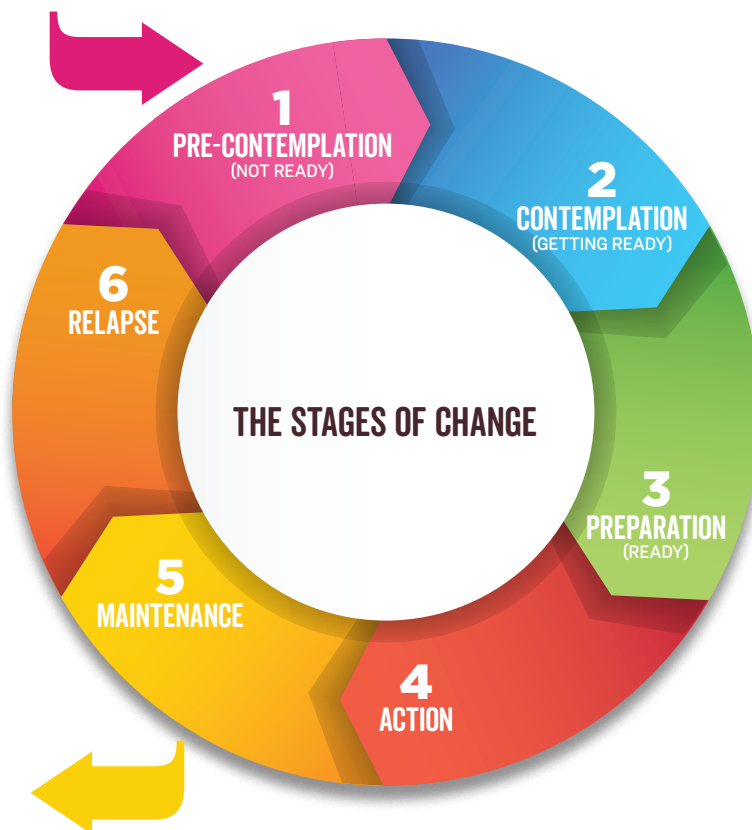 1
PRE-CONTEMPLATION
(NOT READY)
2
CONTEMPLATION
(GETTING READY)
3
PREPARATION
(READY)
4
ACTION
5
MAINTENANCE
6
RELAPSE
THE STAGES OF CHANGE